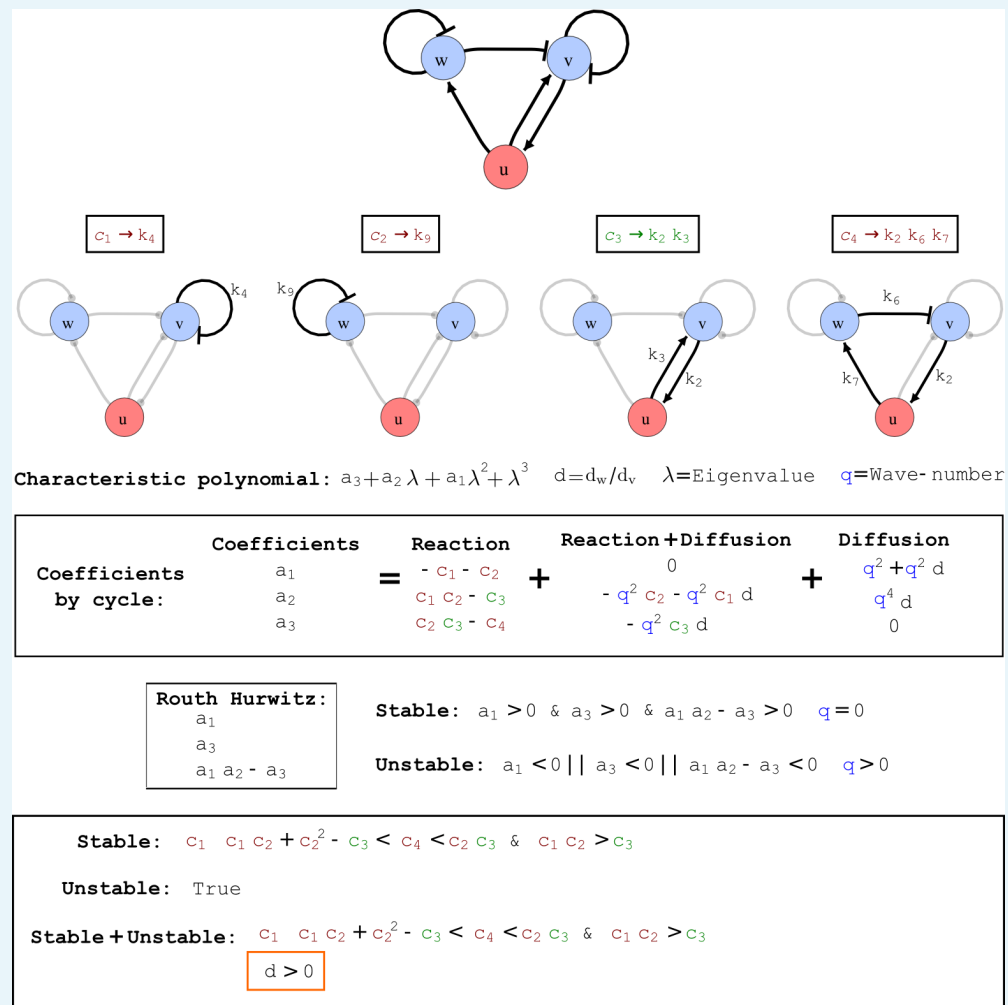 w v
u
c₁ → k₄ c₂ → k₉ c₃ → k₂ k₃ c₄ → k₂ k₆ k₇
w v k₄ u
k₉ w v u
w v k₃ k₂ u
w k₆ v k₇ k₂ u
Characteristic polynomial: a₃+a₂ λ + a₁λ²+ λ³ d=d_w/d_v λ=Eigenvalue q=Wave-number
Coefficients by cycle:
Coefficients = Reaction + Reaction+Diffusion + Diffusion
a₁ - c₁ - c₂ 0 q² +q² d
a₂ c₁ c₂ - c₃ - q² c₂ - q² c₁ d q⁴ d
a₃ c₂ c₃ - c₄ - q² c₃ d 0
Routh Hurwitz:
a₁
a₃
a₁ a₂ - a₃
Stable: a₁ >0 & a₃ >0 & a₁ a₂ - a₃ >0 q=0
Unstable: a₁ <0 || a₃ <0 || a₁ a₂ - a₃ <0 q>0
Stable: c₁ c₁ c₂ + c₂² - c₃ < c₄ < c₂ c₃ & c₁ c₂ > c₃
Unstable: True
Stable+Unstable: c₁ c₁ c₂ + c₂² - c₃ < c₄ < c₂ c₃ & c₁ c₂ > c₃
d > 0